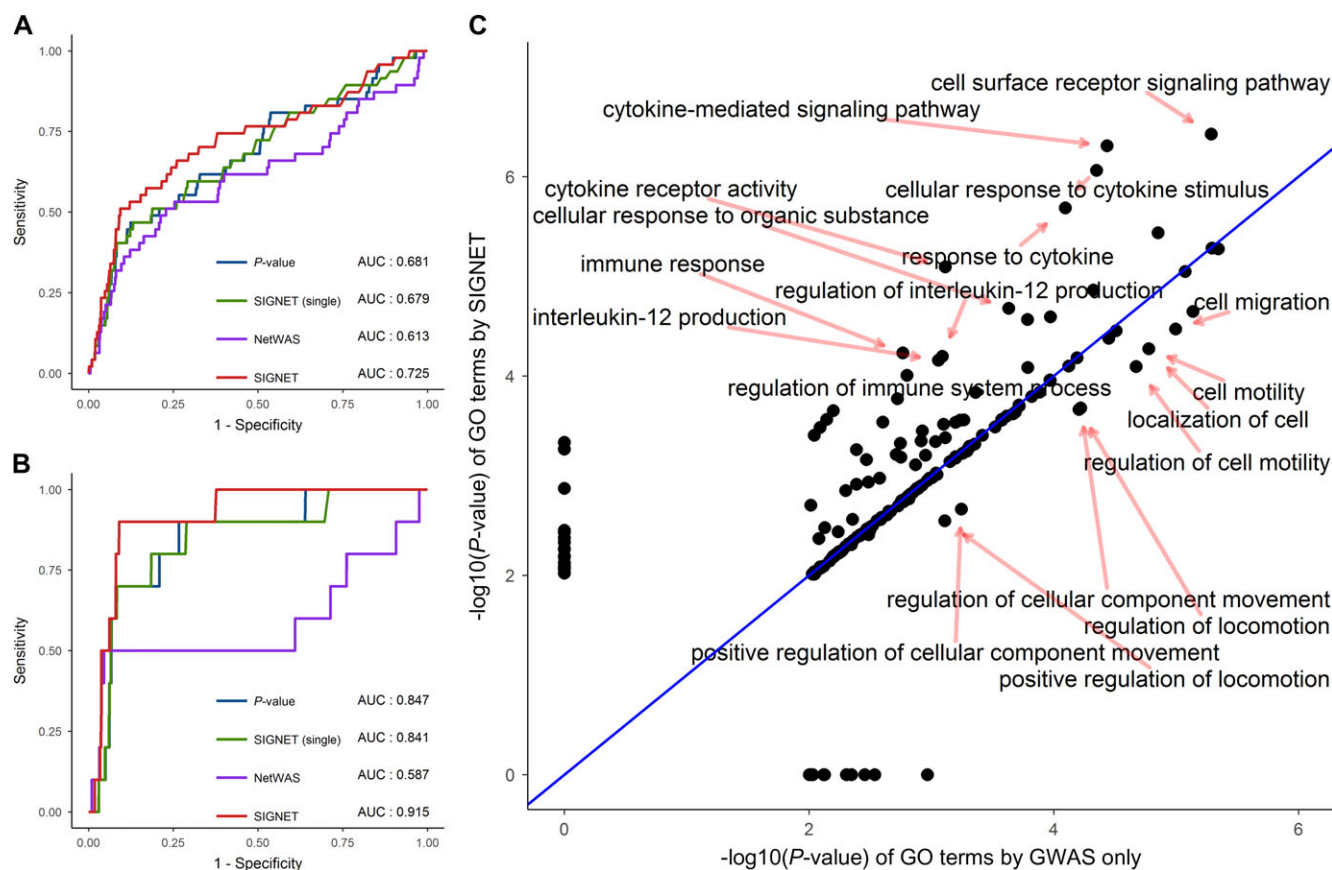 A
1.00
0.75
0.50
0.25
0.00
Sensitivity
P-value AUC : 0.681
SIGNET (single) AUC : 0.679
NetWAS AUC : 0.613
SIGNET AUC : 0.725
0.00 0.25 0.50 0.75 1.00
1 - Specificity
B
1.00
0.75
0.50
0.25
0.00
Sensitivity
P-value AUC : 0.847
SIGNET (single) AUC : 0.841
NetWAS AUC : 0.587
SIGNET AUC : 0.915
0.00 0.25 0.50 0.75 1.00
1 - Specificity
C
-log10(P-value) of GO terms by SIGNET
6
4
2
0
cell surface receptor signaling pathway
cytokine-mediated signaling pathway
cytokine receptor activity
cellular response to cytokine stimulus
cellular response to organic substance
response to cytokine
immune response
regulation of interleukin-12 production
cell migration
interleukin-12 production
regulation of immune system process
cell motility
localization of cell
regulation of cell motility
regulation of cellular component movement
regulation of locomotion
positive regulation of cellular component movement
positive regulation of locomotion
0 2 4 6
-log10(P-value) of GO terms by GWAS only